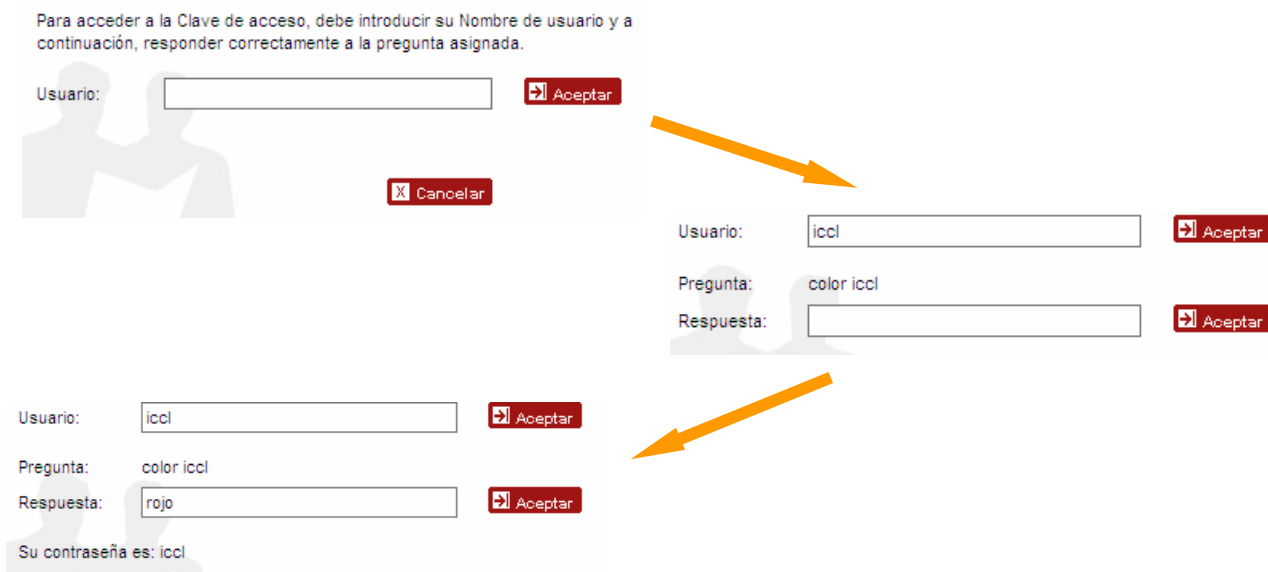 Para acceder a la Clave de acceso, debe introducir su Nombre de usuario y a
continuación, responder correctamente a la pregunta asignada.
Usuario: Aceptar
X Cancelar
Usuario: iccl Aceptar
Pregunta: color iccl
Respuesta: Aceptar
Usuario: iccl Aceptar
Pregunta: color iccl
Respuesta: rojo Aceptar
Su contraseña es: iccl